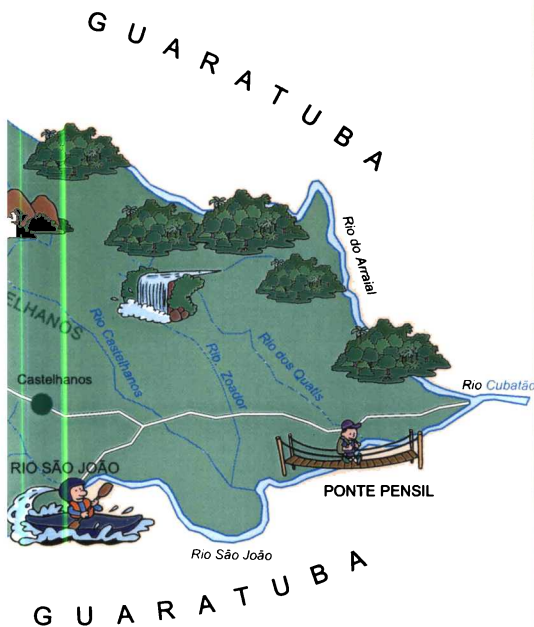 GUARATUBA
Rio do Arraial
ELHANOS
Rio Castelhanos
Rib. Zoador
Rio dos Quatis
Castelhanos
Rio Cubatão
RIO SÃO JOÃO
PONTE PENSIL
Rio São João
GUARATUBA